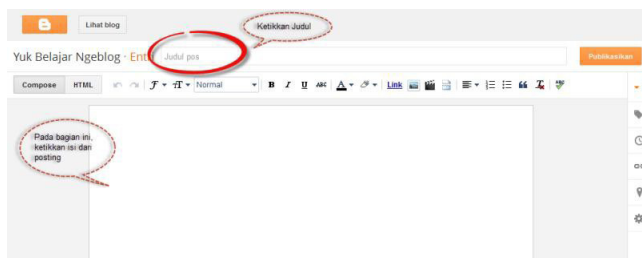 Lihat blog
Ketikkan Judul
Yuk Belajar Ngeblog · Ent
Judul pos
Publikasikan
Compose HTML Normal B I U ABC A Link
Pada bagian ini,
ketikkan isi dari
posting